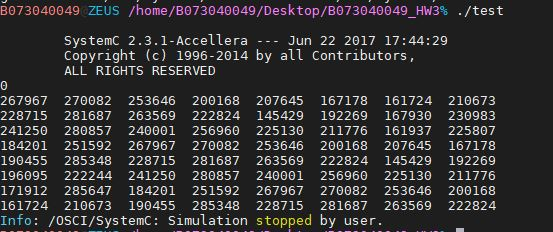 B073040049@ZEUS /home/B073040049/Desktop/B073040049_HW3% ./test
SystemC 2.3.1-Accellera --- Jun 22 2017 17:44:29
Copyright (c) 1996-2014 by all Contributors,
ALL RIGHTS RESERVED
0
267967 270082 253646 200168 207645 167178 161724 210673
228715 281687 263569 222824 145429 192269 167930 230983
241250 280857 240001 256960 225130 211776 161937 225807
184201 251592 267967 270082 253646 200168 207645 167178
190455 285348 228715 281687 263569 222824 145429 192269
196095 222244 241250 280857 240001 256960 225130 211776
171912 285647 184201 251592 267967 270082 253646 200168
161724 210673 190455 285348 228715 281687 263569 222824
Info: /OSCI/SystemC: Simulation stopped by user.